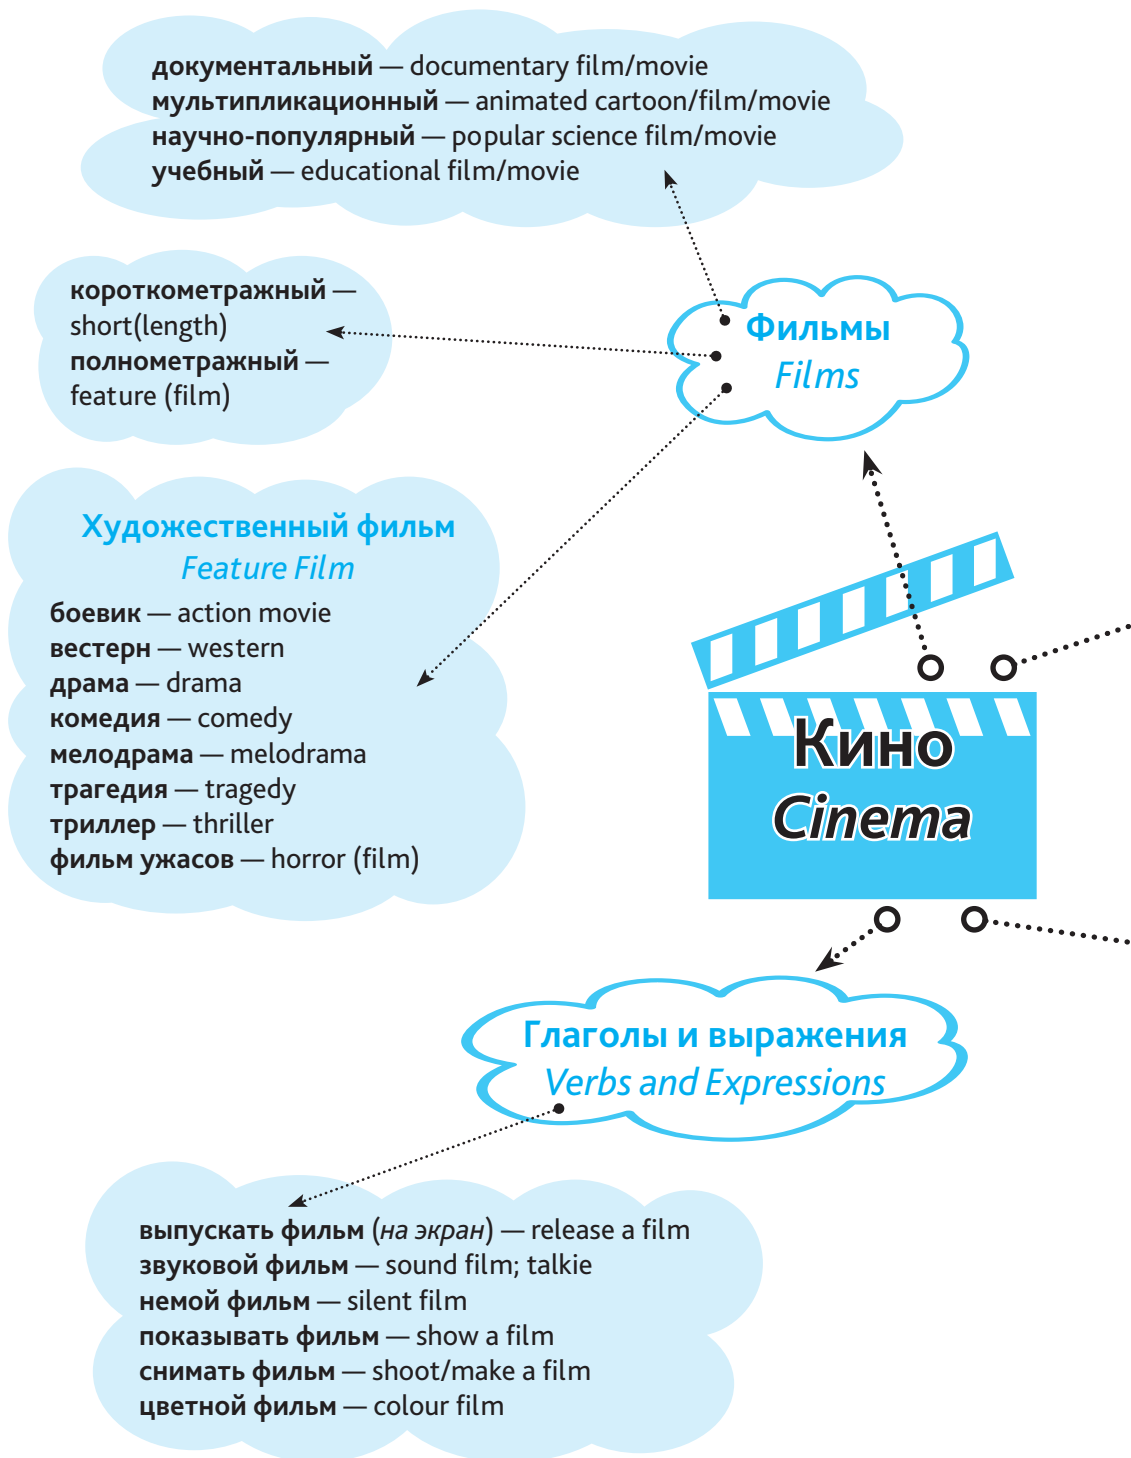 документальный — documentary film/movie
мультипликационный — animated cartoon/film/movie
научно-популярный — popular science film/movie
учебный — educational film/movie
короткометражный —
short(length)
полнометражный —
feature (film)
Фильмы
Films
Художественный фильм
Feature Film
боевик — action movie
вестерн — western
драма — drama
комедия — comedy
мелодрама — melodrama
трагедия — tragedy
триллер — thriller
фильм ужасов — horror (film)
Кино
Cinema
Глаголы и выражения
Verbs and Expressions
выпускать фильм (на экран) — release a film
звуковой фильм — sound film; talkie
немой фильм — silent film
показывать фильм — show a film
снимать фильм — shoot/make a film
цветной фильм — colour film